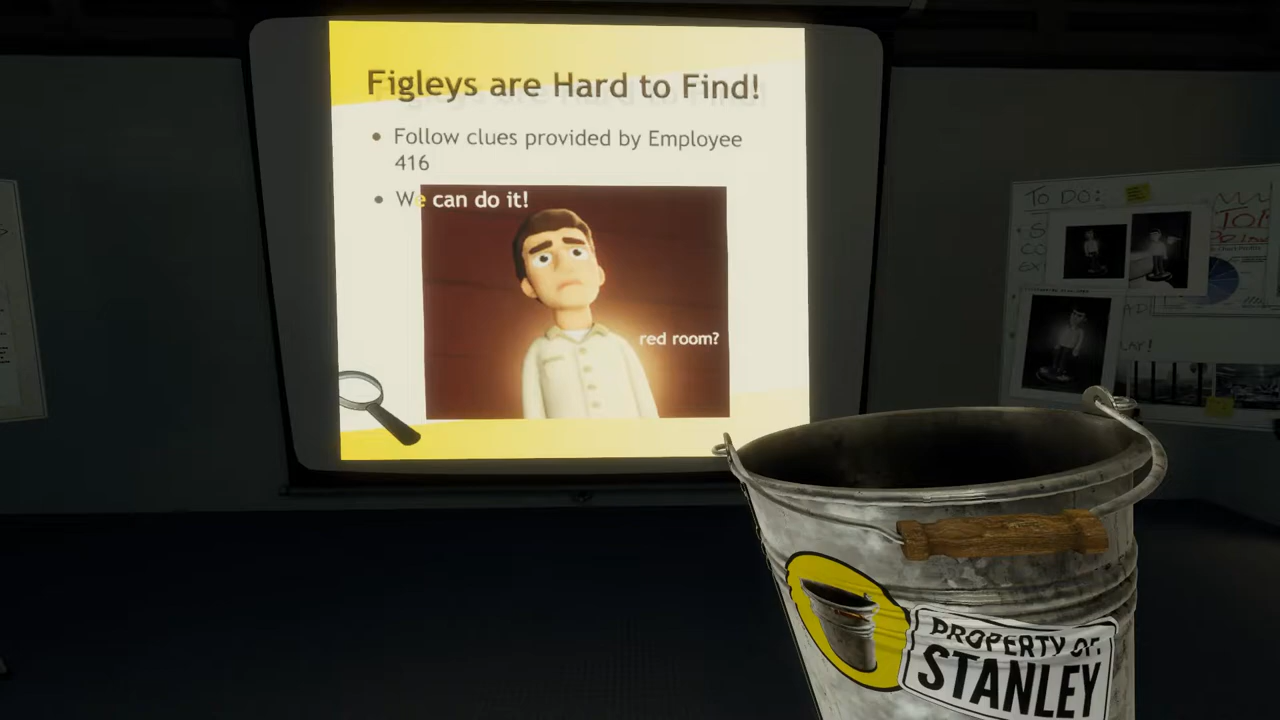 Figleys are Hard to Find!
Follow clues provided by Employee
416
We can do it!
red room?
TO DO:
PROPERTY OF
STANLEY